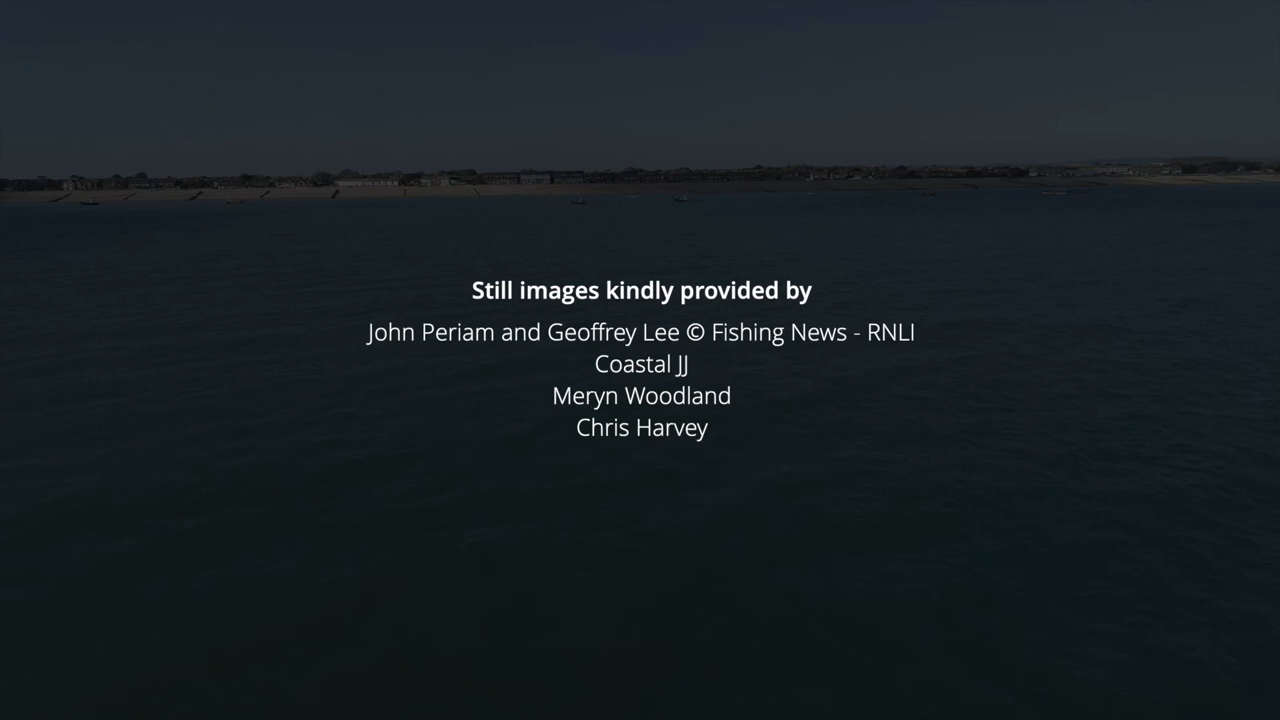 Still images kindly provided by
John Periam and Geoffrey Lee © Fishing News - RNLI
Coastal JJ
Meryn Woodland
Chris Harvey